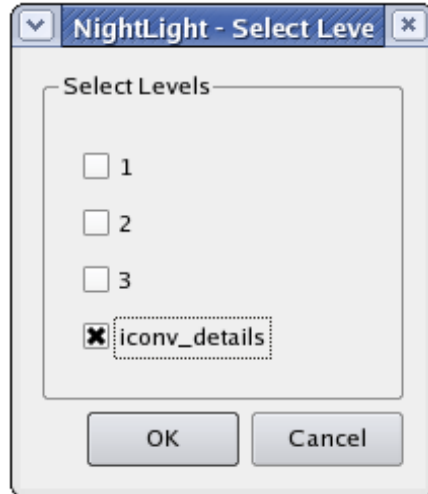 NightLight - Select Leve
Select Levels
1
2
3
iconv_details
OK
Cancel